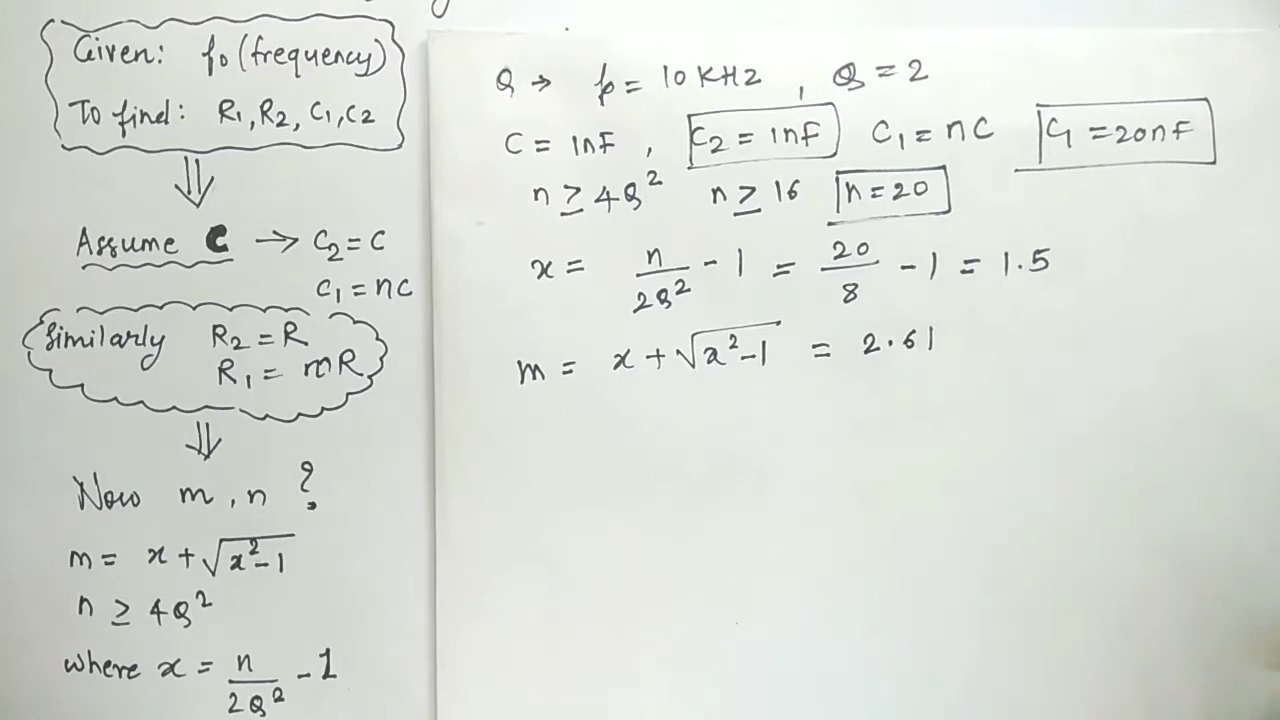 Given: f₀ (frequency)
To find: R₁, R₂, C₁, C₂
⇓
Assume C → C₂ = C
C₁ = nC
Similarly R₂ = R
R₁ = mR
⇓
Now m, n ?
m = x + √(x² - 1)
n ≥ 4Q²
where x = n/2Q² - 1
Q → f = 10 KHz , Q = 2
C = 1nF , C₂ = 1nF C₁ = nC C₁ = 20nF
n ≥ 4Q² n ≥ 16 n = 20
x = n/2Q² - 1 = 20/8 - 1 = 1.5
m = x + √(x² - 1) = 2.61